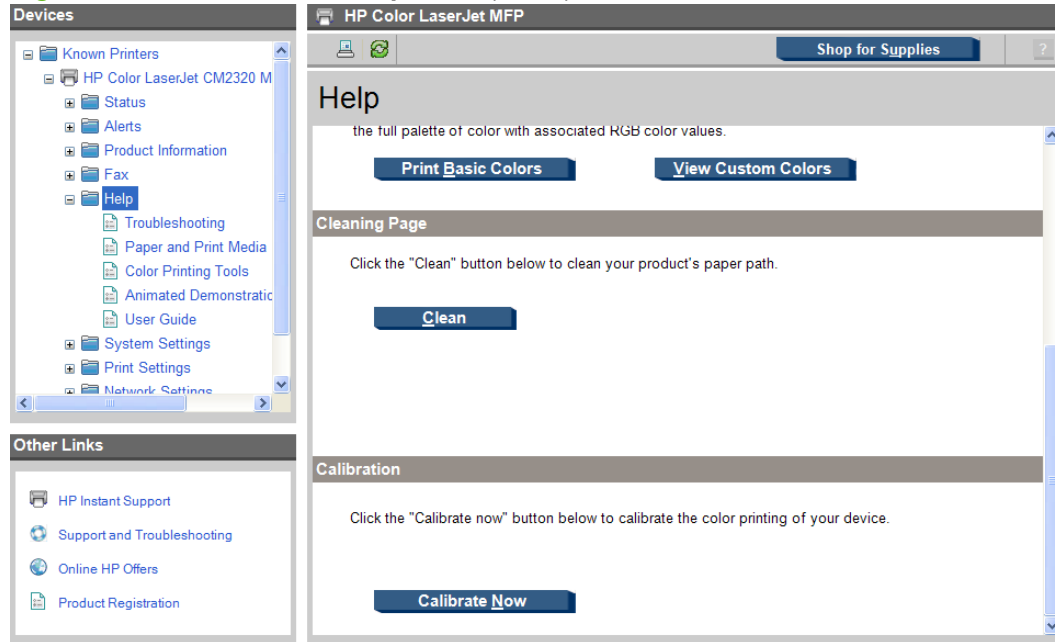 Devices
Known Printers
HP Color LaserJet CM2320 M
Status
Alerts
Product Information
Fax
Help
Troubleshooting
Paper and Print Media
Color Printing Tools
Animated Demonstratic
User Guide
System Settings
Print Settings
Network Settings
Other Links
HP Instant Support
Support and Troubleshooting
Online HP Offers
Product Registration
HP Color LaserJet MFP
Shop for Supplies
?
Help
the full palette of color with associated RGB color values.
Print Basic Colors View Custom Colors
Cleaning Page
Click the "Clean" button below to clean your product's paper path.
Clean
Calibration
Click the "Calibrate now" button below to calibrate the color printing of your device.
Calibrate Now